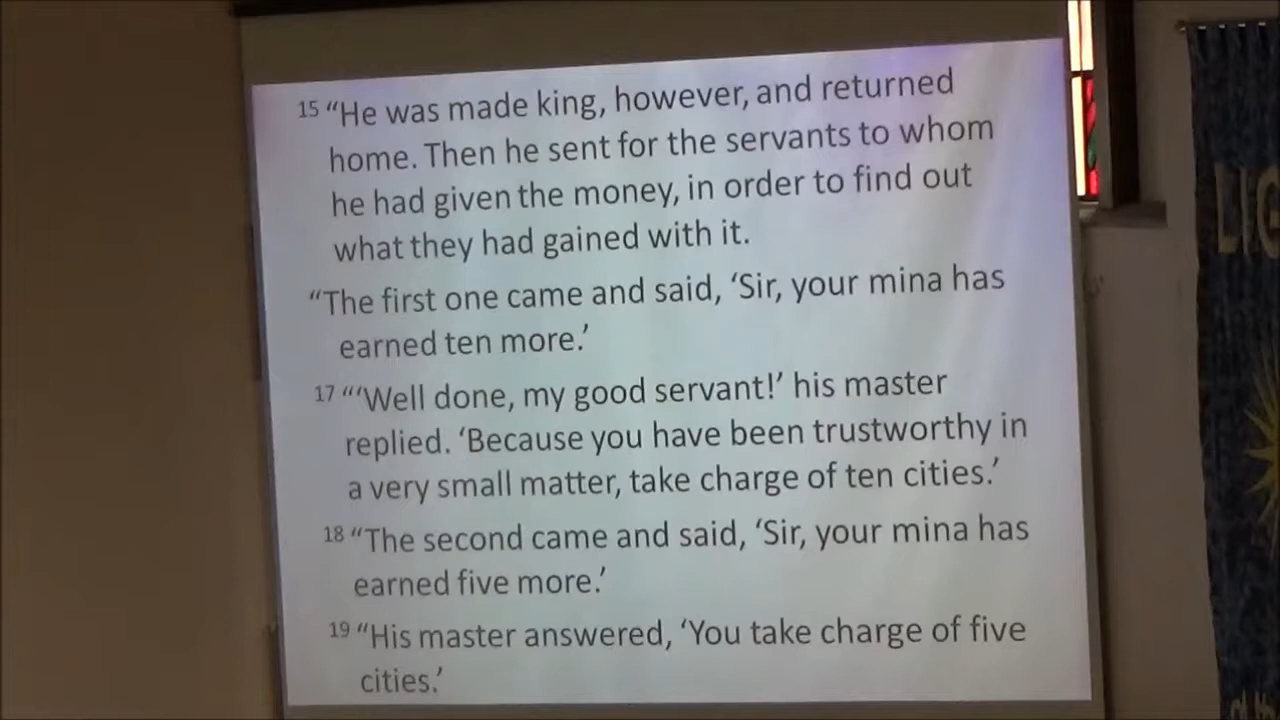 15 “He was made king, however, and returned
home. Then he sent for the servants to whom
he had given the money, in order to find out
what they had gained with it.
“The first one came and said, ‘Sir, your mina has
earned ten more.’
17 “‘Well done, my good servant!’ his master
replied. ‘Because you have been trustworthy in
a very small matter, take charge of ten cities.’
18 “The second came and said, ‘Sir, your mina has
earned five more.’
19 “His master answered, ‘You take charge of five
cities.’